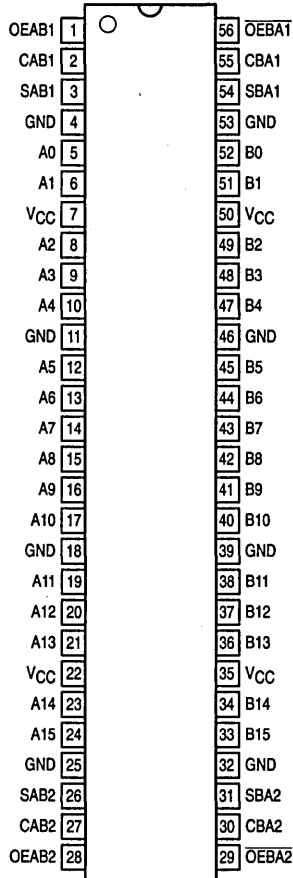 OEAB1 1 56 OEBA1
CAB1 2 55 CBA1
SAB1 3 54 SBA1
GND 4 53 GND
A0 5 52 B0
A1 6 51 B1
VCC 7 50 VCC
A2 8 49 B2
A3 9 48 B3
A4 10 47 B4
GND 11 46 GND
A5 12 45 B5
A6 13 44 B6
A7 14 43 B7
A8 15 42 B8
A9 16 41 B9
A10 17 40 B10
GND 18 39 GND
A11 19 38 B11
A12 20 37 B12
A13 21 36 B13
VCC 22 35 VCC
A14 23 34 B14
A15 24 33 B15
GND 25 32 GND
SAB2 26 31 SBA2
CAB2 27 30 CBA2
OEAB2 28 29 OEBA2